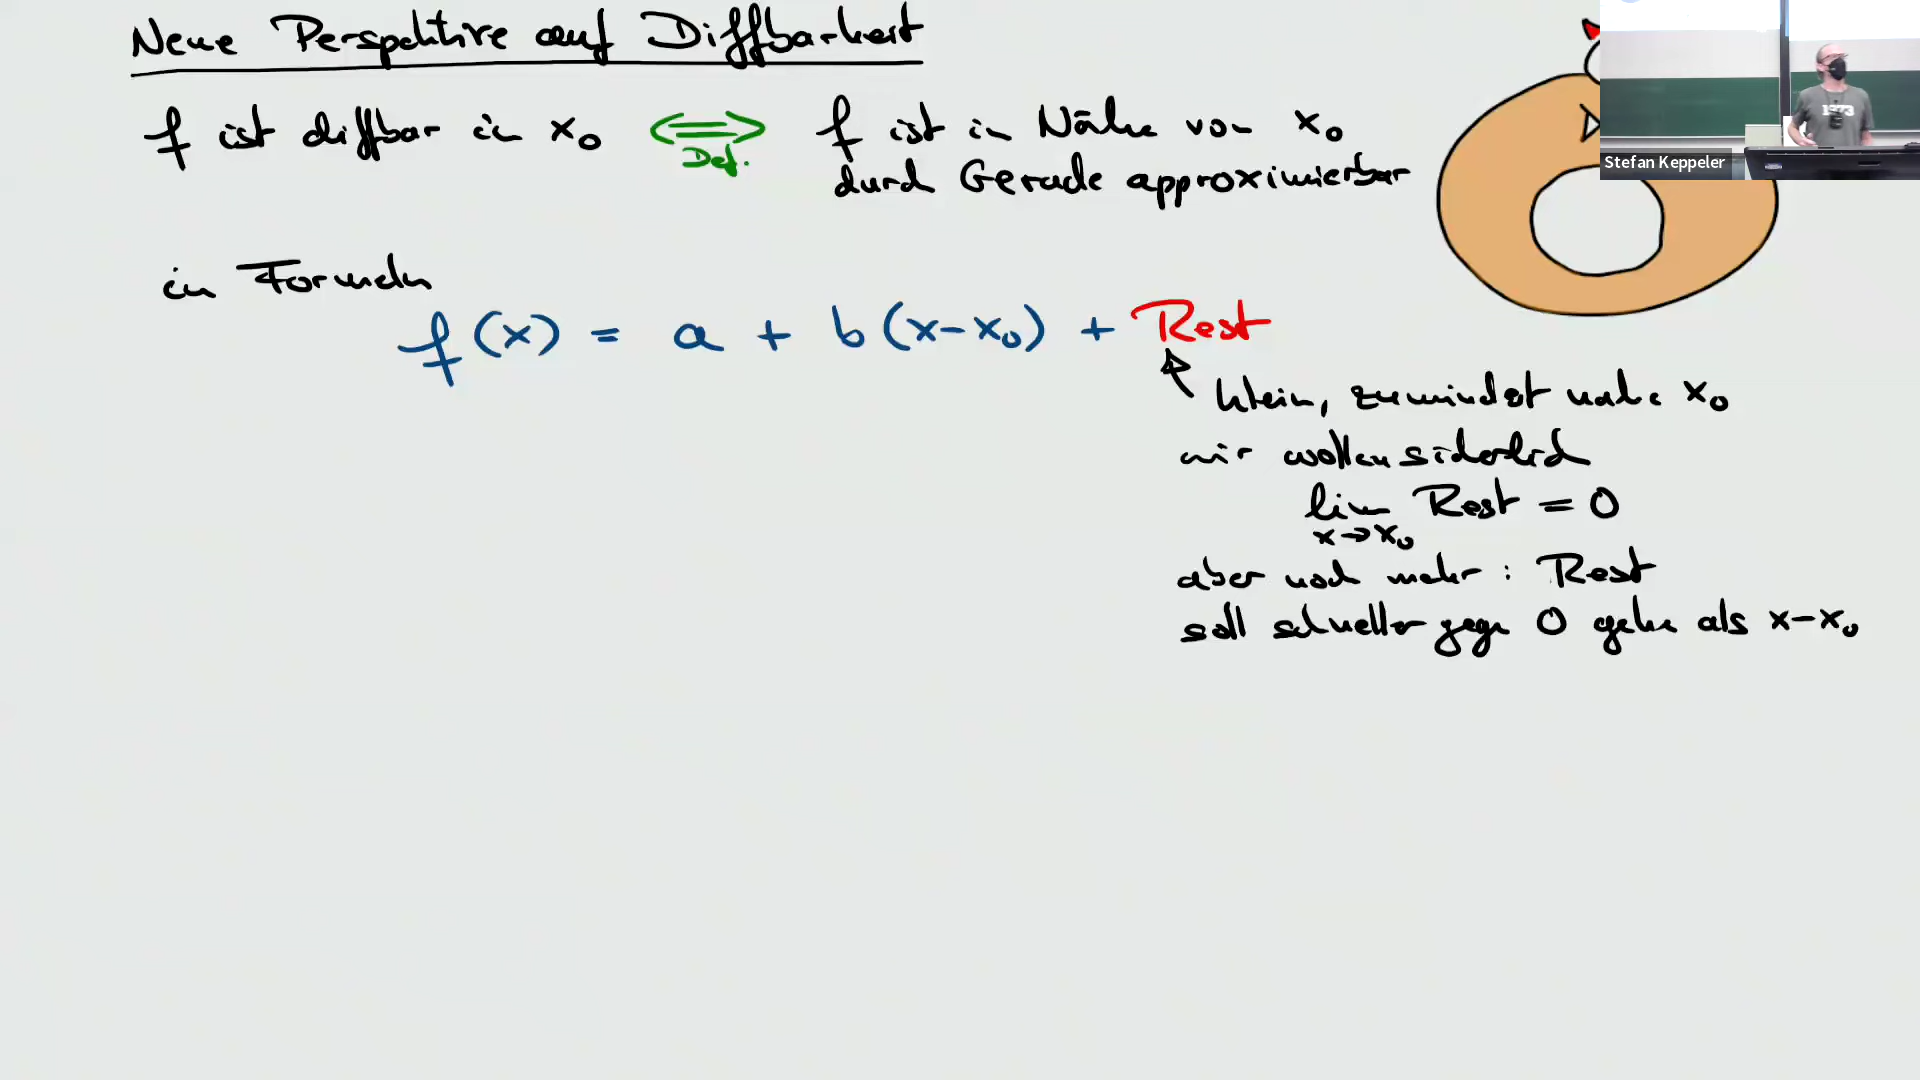 Neue Perspektive auf Diffbarkeit
f ist diffbar in x₀ ⟺ f ist in Nähe von x₀
Def.
durch Gerade approximierbar
in Formeln
f(x) = a + b(x-x₀) + Rest
klein, zumindest nahe x₀
wir wollen sicherlich
lim Rest = 0
x→x₀
aber noch mehr: Rest
soll schneller gegen 0 gehen als x-x₀
1973
Stefan Keppeler